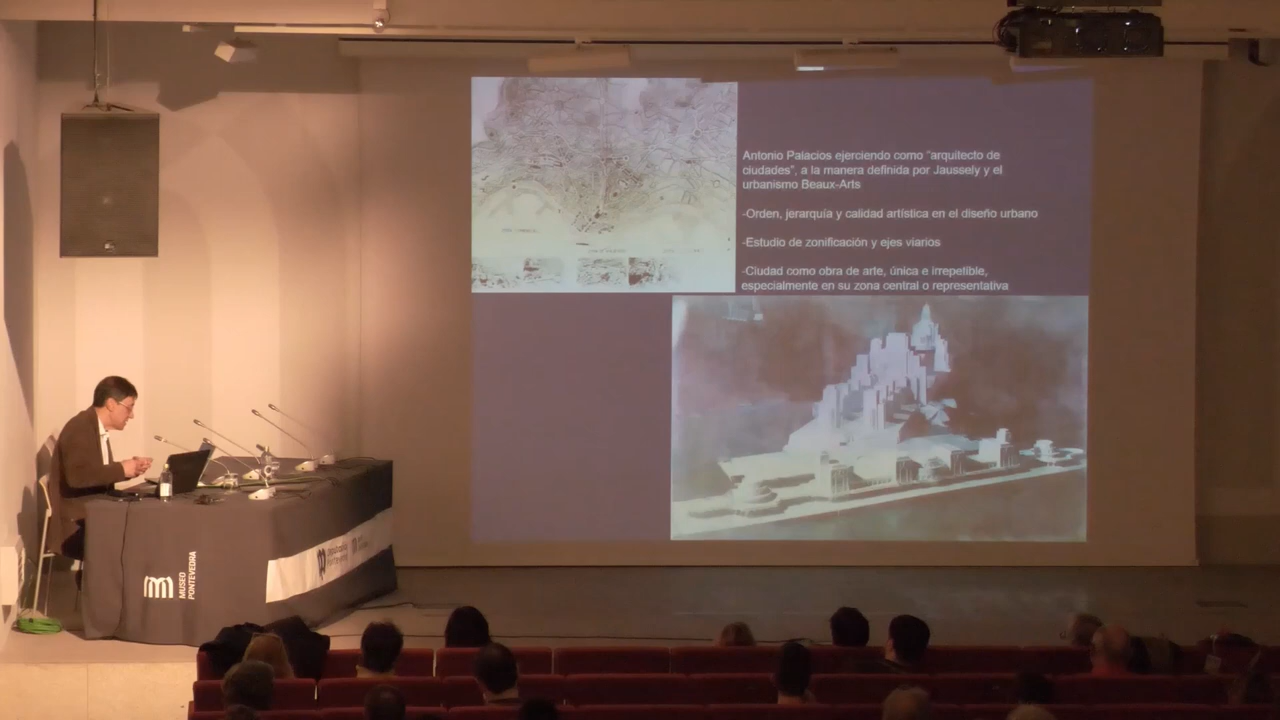 Antonio Palacios ejerciendo como "arquitecto de
ciudades", a la manera definida por Jaussely y el
urbanismo Beaux-Arts
-Orden, jerarquía y calidad artística en el diseño urbano
-Estudio de zonificación y ejes viarios
-Ciudad como obra de arte, única e irrepetible,
especialmente en su zona central o representativa
MUSEO
PONTEVEDRA